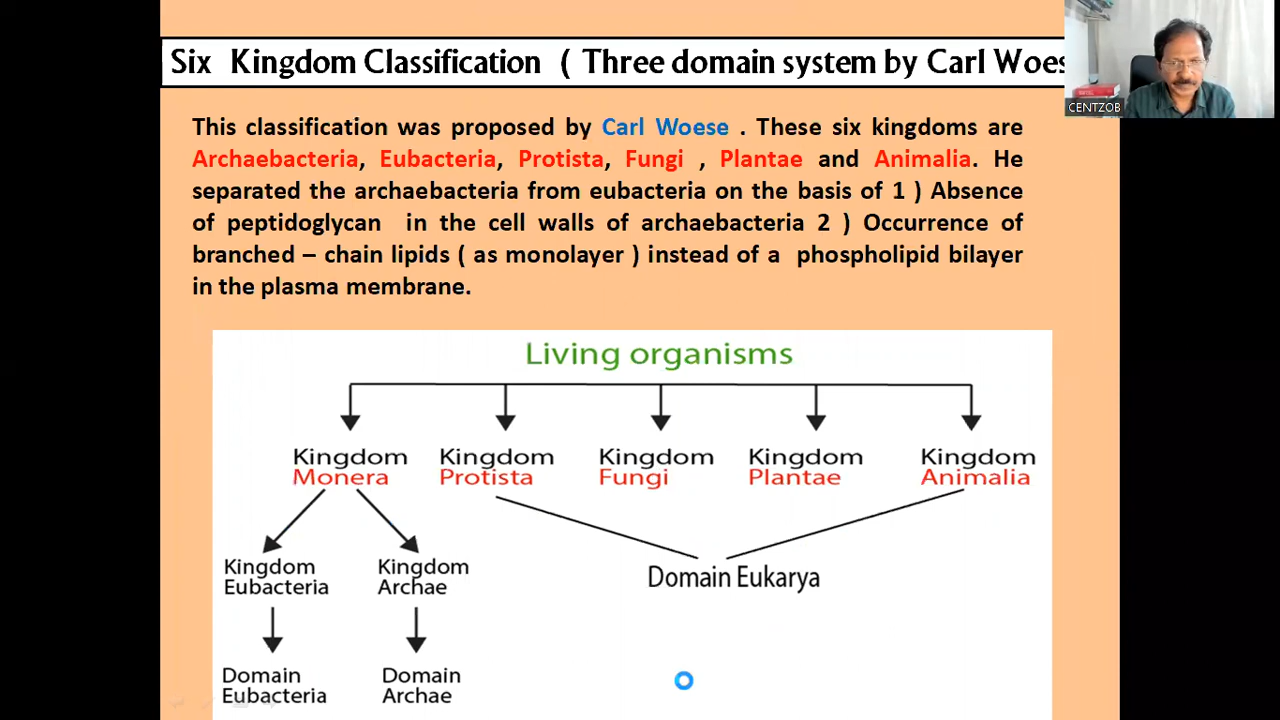 Six Kingdom Classification ( Three domain system by Carl Woes
CENTZOB
This classification was proposed by Carl Woese . These six kingdoms are
Archaebacteria, Eubacteria, Protista, Fungi , Plantae and Animalia. He
separated the archaebacteria from eubacteria on the basis of 1 ) Absence
of peptidoglycan in the cell walls of archaebacteria 2 ) Occurrence of
branched – chain lipids ( as monolayer ) instead of a phospholipid bilayer
in the plasma membrane.
Living organisms
Kingdom Kingdom Kingdom Kingdom Kingdom
Monera Protista Fungi Plantae Animalia
Kingdom Kingdom
Eubacteria Archae
Domain Eukarya
Domain Domain
Eubacteria Archae